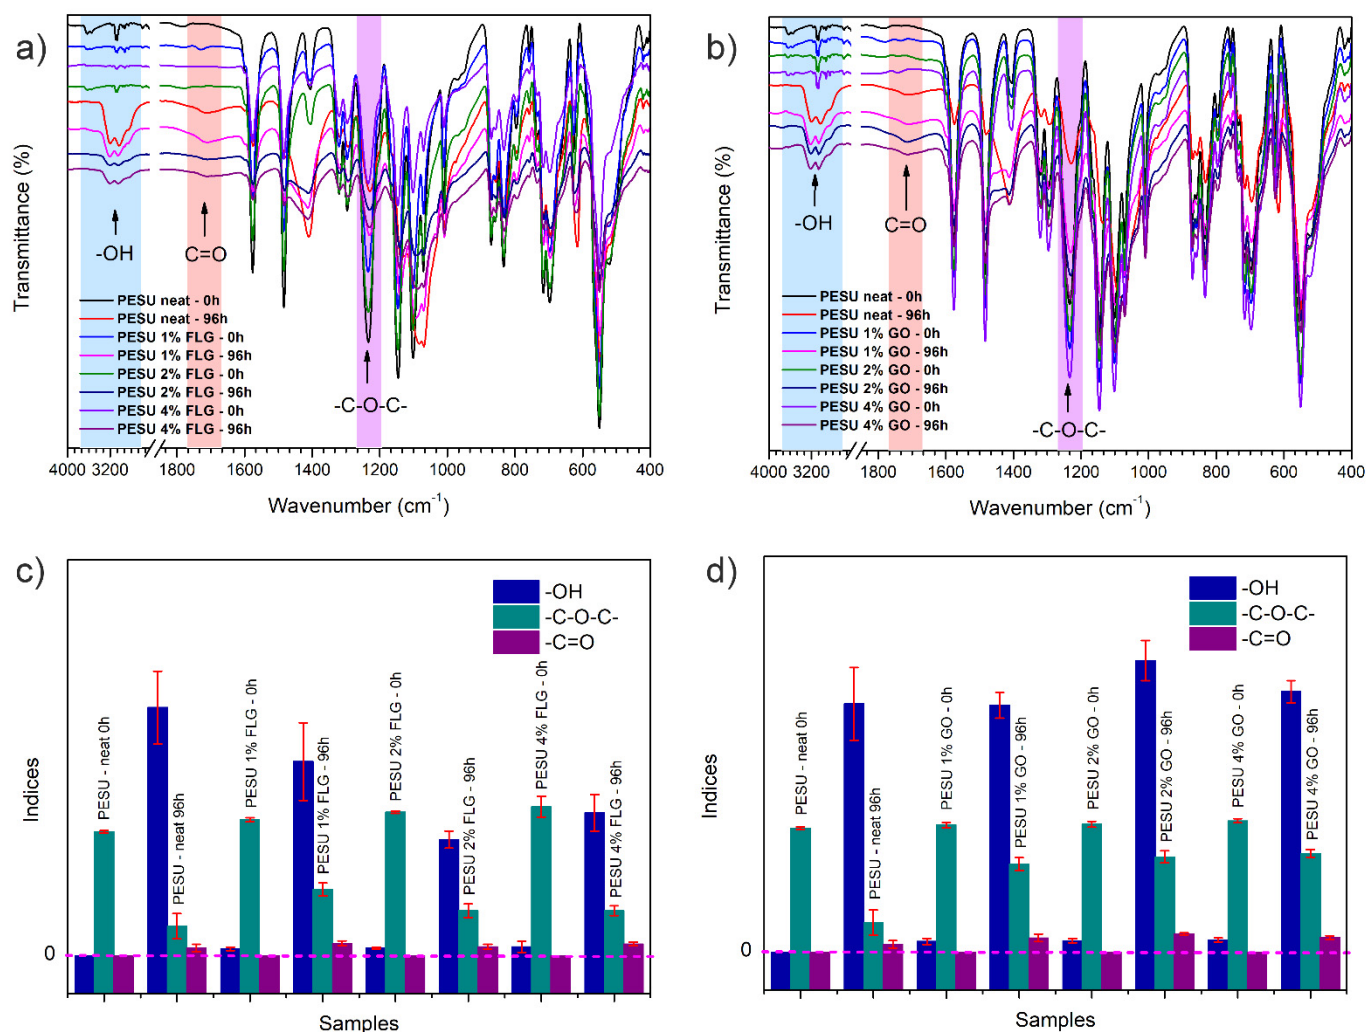 a)
Transmittance (%)
-OH
C=O
-C-O-C-
PESU neat - 0h
PESU neat - 96h
PESU 1% FLG - 0h
PESU 1% FLG - 96h
PESU 2% FLG - 0h
PESU 2% FLG - 96h
PESU 4% FLG - 0h
PESU 4% FLG - 96h
4000 3200 1800 1600 1400 1200 1000 800 600 400
Wavenumber (cm⁻¹)
b)
Transmittance (%)
-OH
C=O
-C-O-C-
PESU neat - 0h
PESU neat - 96h
PESU 1% GO - 0h
PESU 1% GO - 96h
PESU 2% GO - 0h
PESU 2% GO - 96h
PESU 4% GO - 0h
PESU 4% GO - 96h
4000 3200 1800 1600 1400 1200 1000 800 600 400
Wavenumber (cm⁻¹)
c)
-OH
-C-O-C-
-C=O
Indices
0
PESU - neat 0h
PESU - neat 96h
PESU 1% FLG - 0h
PESU 1% FLG - 96h
PESU 2% FLG - 0h
PESU 2% FLG - 96h
PESU 4% FLG - 0h
PESU 4% FLG - 96h
Samples
d)
-OH
-C-O-C-
-C=O
Indices
0
PESU - neat 0h
PESU - neat 96h
PESU 1% GO - 0h
PESU 1% GO - 96h
PESU 2% GO - 0h
PESU 2% GO - 96h
PESU 4% GO - 0h
PESU 4% GO - 96h
Samples